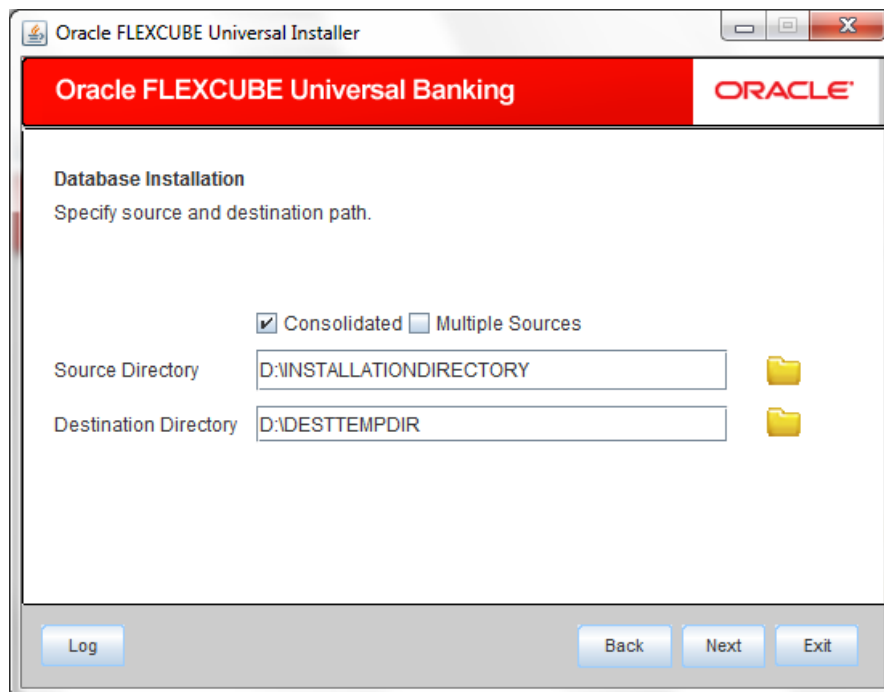 Oracle FLEXCUBE Universal Installer
Oracle FLEXCUBE Universal Banking
ORACLE
Database Installation
Specify source and destination path.
Consolidated Multiple Sources
Source Directory D:\INSTALLATIONDIRECTORY
Destination Directory D:\DESTTEMPDIR
Log Back Next Exit